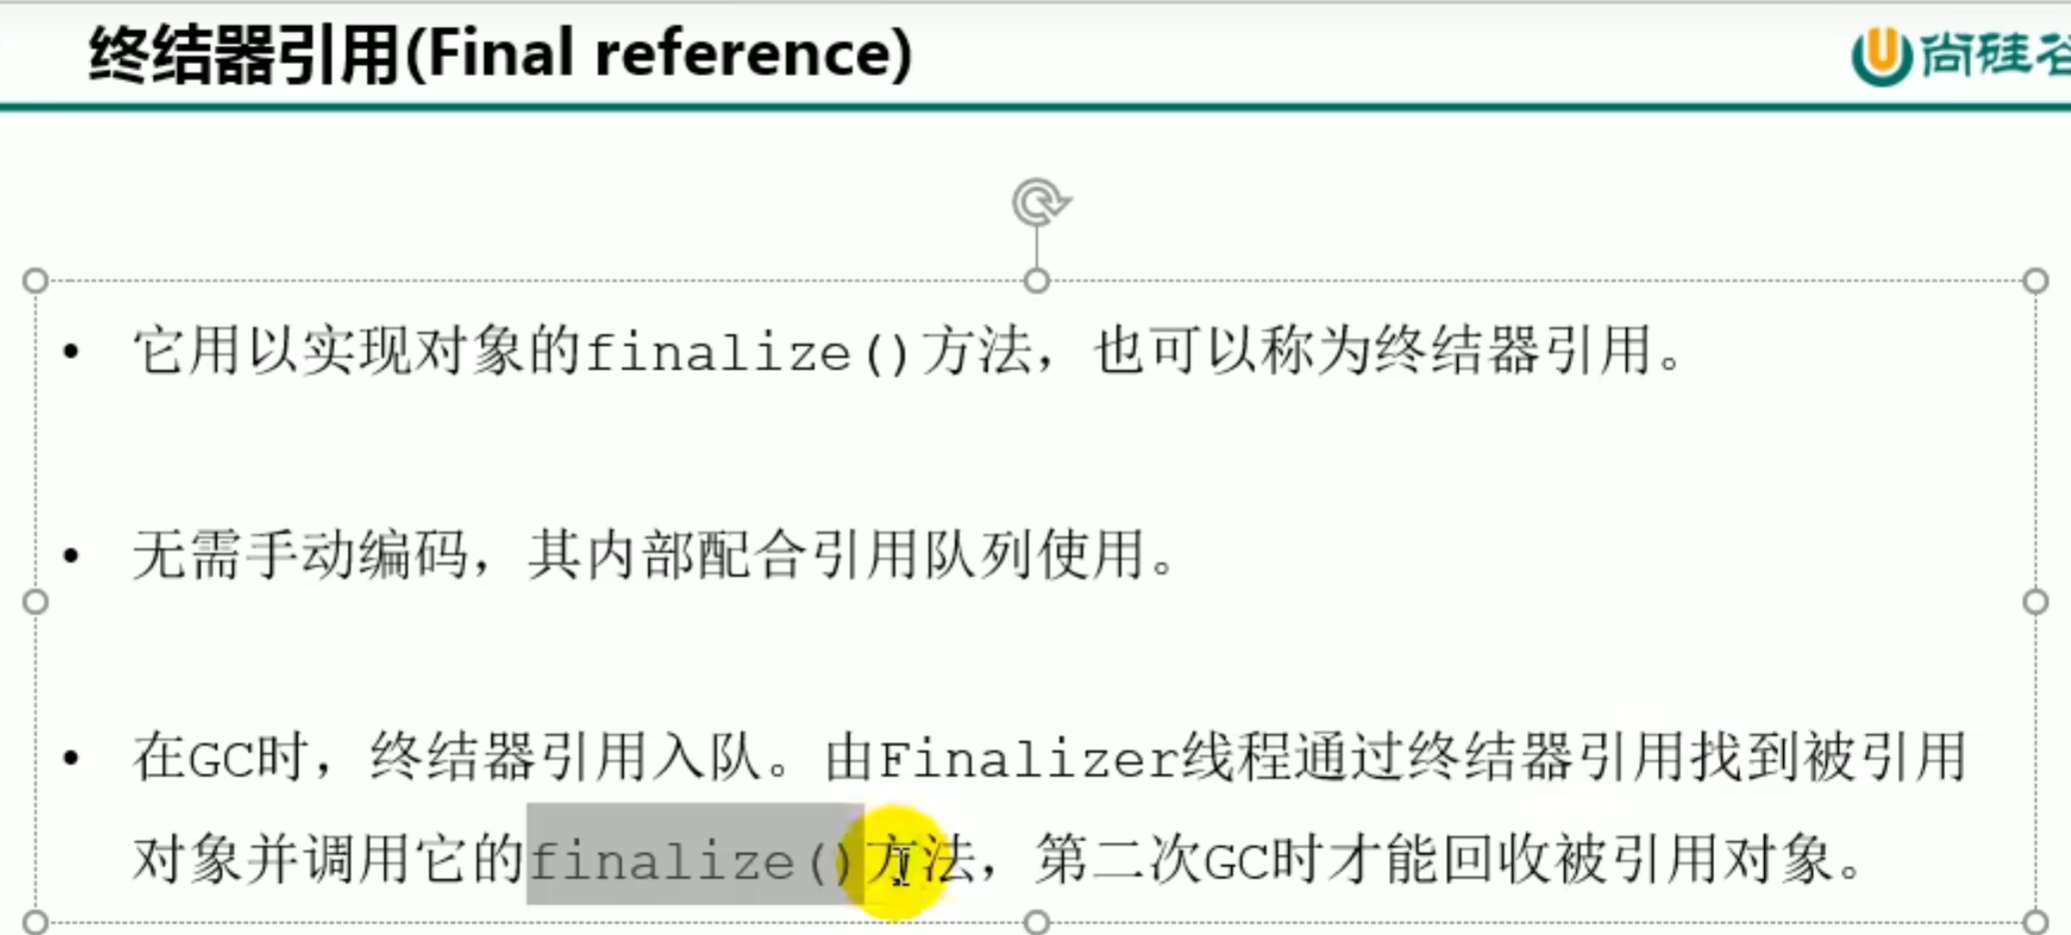 终结器引用(Final reference)
尚硅谷
• 它用以实现对象的finalize()方法，也可以称为终结器引用。
• 无需手动编码，其内部配合引用队列使用。
• 在GC时，终结器引用入队。由Finalizer线程通过终结器引用找到被引用
对象并调用它的finalize()方法，第二次GC时才能回收被引用对象。